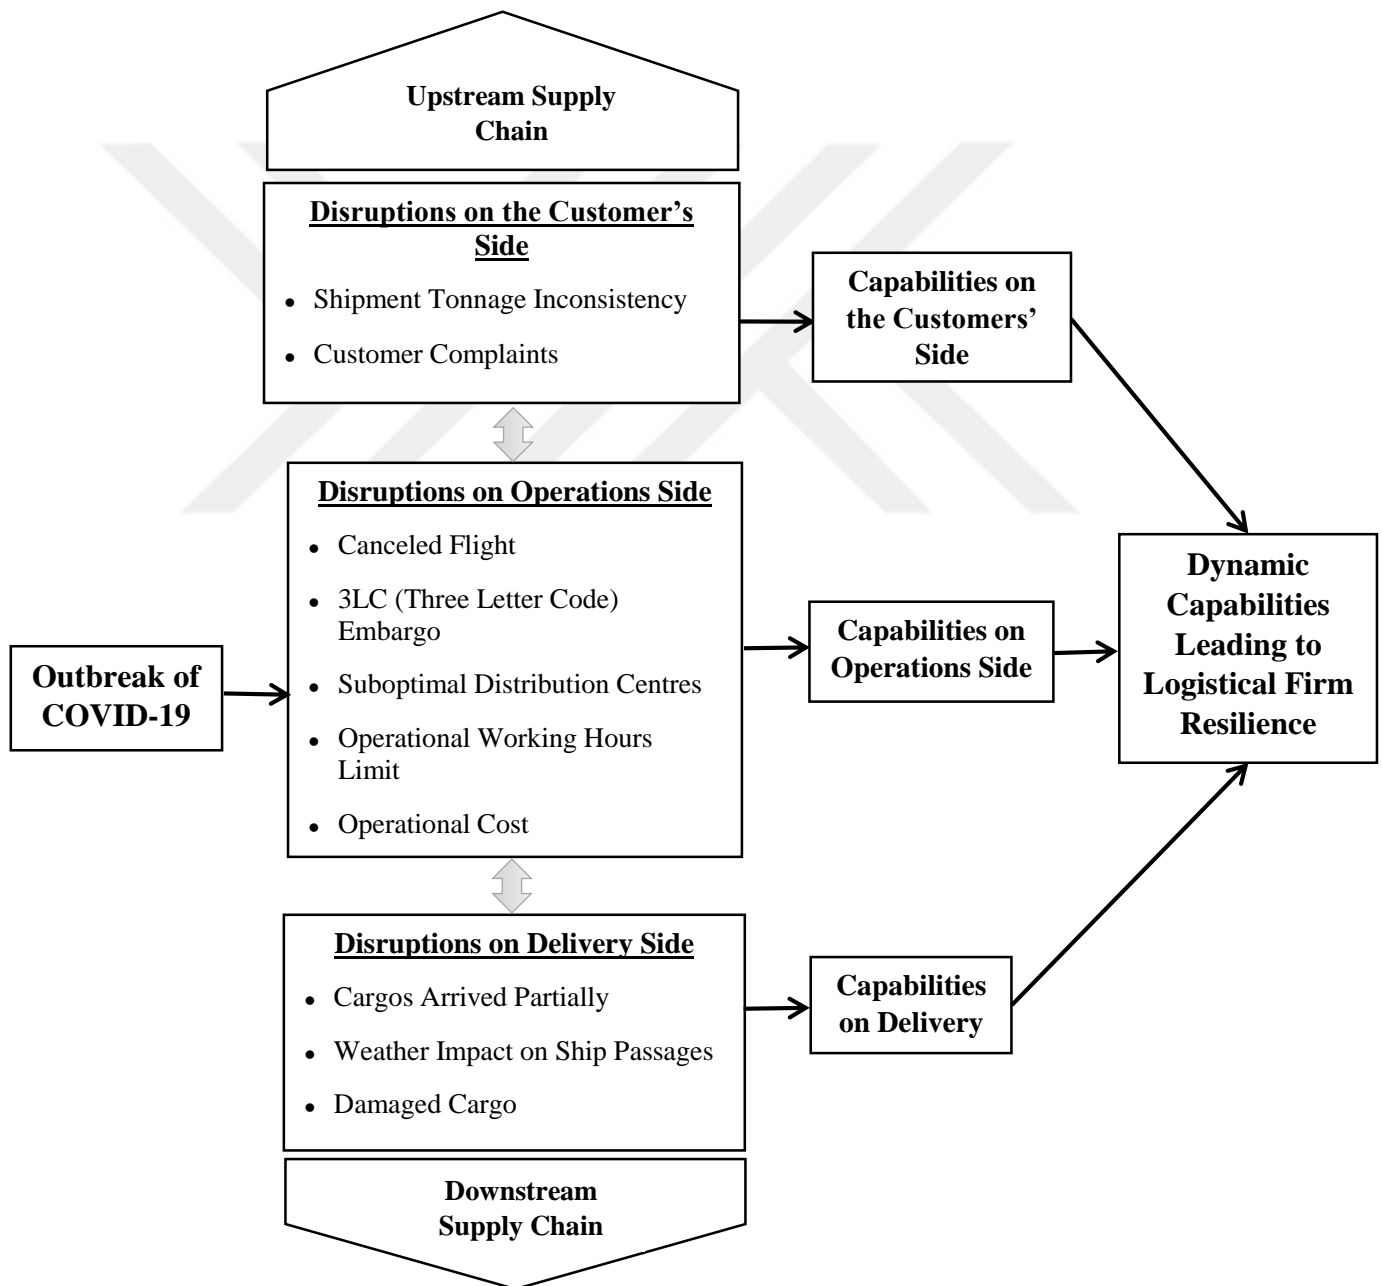 Upstream Supply
Chain
Disruptions on the Customer’s
Side
• Shipment Tonnage Inconsistency
• Customer Complaints
Capabilities on
the Customers’
Side
Disruptions on Operations Side
• Canceled Flight
• 3LC (Three Letter Code)
Embargo
• Suboptimal Distribution Centres
• Operational Working Hours
Limit
• Operational Cost
Outbreak of
COVID-19
Capabilities on
Operations Side
Dynamic
Capabilities
Leading to
Logistical Firm
Resilience
Disruptions on Delivery Side
• Cargos Arrived Partially
• Weather Impact on Ship Passages
• Damaged Cargo
Capabilities
on Delivery
Downstream
Supply Chain